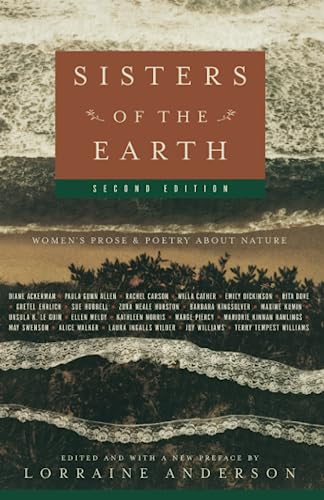 SISTERS
OF THE
EARTH
SECOND EDITION
WOMEN'S PROSE & POETRY ABOUT NATURE
DIANE ACKERMAN • PAULA GUNN ALLEN • RACHEL CARSON • WILLA CATHER • EMILY DICKINSON • RITA DOVE
GRETEL EHRLICH • SUE HUBBELL • ZORA NEALE HURSTON • BARBARA KINGSOLVER • MAXINE KUMIN
URSULA K. LE GUIN • ELLEN MELOY • KATHLEEN NORRIS • MARGE PIERCY • MARJORIE KINNAN RAWLINGS
MAY SWENSON • ALICE WALKER • LAURA INGALLS WILDER • JOY WILLIAMS • TERRY TEMPEST WILLIAMS
EDITED AND WITH A NEW PREFACE BY
LORRAINE ANDERSON